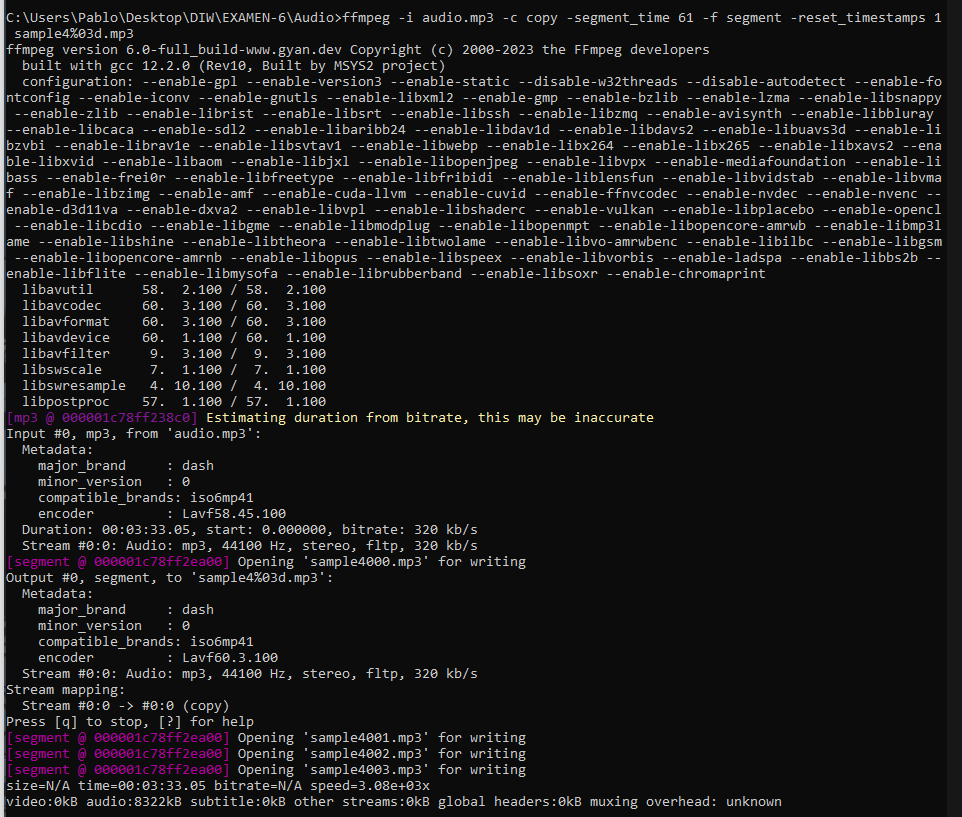 C:\Users\Pablo\Desktop\DIW\EXAMEN-6\Audio>ffmpeg -i audio.mp3 -c copy -segment_time 61 -f segment -reset_timestamps 1
 sample4%03d.mp3
ffmpeg version 6.0-full_build-www.gyan.dev Copyright (c) 2000-2023 the FFmpeg developers
  built with gcc 12.2.0 (Rev10, Built by MSYS2 project)
  configuration: --enable-gpl --enable-version3 --enable-static --disable-w32threads --disable-autodetect --enable-fo
ntconfig --enable-iconv --enable-gnutls --enable-libxml2 --enable-gmp --enable-bzlib --enable-lzma --enable-libsnappy
 --enable-zlib --enable-librist --enable-libsrt --enable-libssh --enable-libzmq --enable-avisynth --enable-libbluray
--enable-libcaca --enable-sdl2 --enable-libaribb24 --enable-libdav1d --enable-libdavs2 --enable-libuavs3d --enable-li
bzvbi --enable-librav1e --enable-libsvtav1 --enable-libwebp --enable-libx264 --enable-libx265 --enable-libxavs2 --ena
ble-libxvid --enable-libaom --enable-libjxl --enable-libopenjpeg --enable-libvpx --enable-mediafoundation --enable-li
bass --enable-frei0r --enable-libfreetype --enable-libfribidi --enable-liblensfun --enable-libvidstab --enable-libvma
f --enable-libzimg --enable-amf --enable-cuda-llvm --enable-cuvid --enable-ffnvcodec --enable-nvdec --enable-nvenc --
enable-d3d11va --enable-dxva2 --enable-libvpl --enable-libshaderc --enable-vulkan --enable-libplacebo --enable-opencl
 --enable-libcdio --enable-libgme --enable-libmodplug --enable-libopenmpt --enable-libopencore-amrwb --enable-libmp3l
ame --enable-libshine --enable-libtheora --enable-libtwolame --enable-libvo-amrwbenc --enable-libilbc --enable-libgsm
 --enable-libopencore-amrnb --enable-libopus --enable-libspeex --enable-libvorbis --enable-ladspa --enable-libbs2b --
enable-libflite --enable-libmysofa --enable-librubberband --enable-libsoxr --enable-chromaprint
  libavutil      58.  2.100 / 58.  2.100
  libavcodec     60.  3.100 / 60.  3.100
  libavformat    60.  3.100 / 60.  3.100
  libavdevice    60.  1.100 / 60.  1.100
  libavfilter     9.  3.100 /  9.  3.100
  libswscale      7.  1.100 /  7.  1.100
  libswresample   4. 10.100 /  4. 10.100
  libpostproc    57.  1.100 / 57.  1.100
[mp3 @ 000001c78ff238c0] Estimating duration from bitrate, this may be inaccurate
Input #0, mp3, from 'audio.mp3':
  Metadata:
    major_brand     : dash
    minor_version   : 0
    compatible_brands: iso6mp41
    encoder         : Lavf58.45.100
  Duration: 00:03:33.05, start: 0.000000, bitrate: 320 kb/s
  Stream #0:0: Audio: mp3, 44100 Hz, stereo, fltp, 320 kb/s
[segment @ 000001c78ff2ea00] Opening 'sample4000.mp3' for writing
Output #0, segment, to 'sample4%03d.mp3':
  Metadata:
    major_brand     : dash
    minor_version   : 0
    compatible_brands: iso6mp41
    encoder         : Lavf60.3.100
  Stream #0:0: Audio: mp3, 44100 Hz, stereo, fltp, 320 kb/s
Stream mapping:
  Stream #0:0 -> #0:0 (copy)
Press [q] to stop, [?] for help
[segment @ 000001c78ff2ea00] Opening 'sample4001.mp3' for writing
[segment @ 000001c78ff2ea00] Opening 'sample4002.mp3' for writing
[segment @ 000001c78ff2ea00] Opening 'sample4003.mp3' for writing
size=N/A time=00:03:33.05 bitrate=N/A speed=3.08e+03x
video:0kB audio:8322kB subtitle:0kB other streams:0kB global headers:0kB muxing overhead: unknown